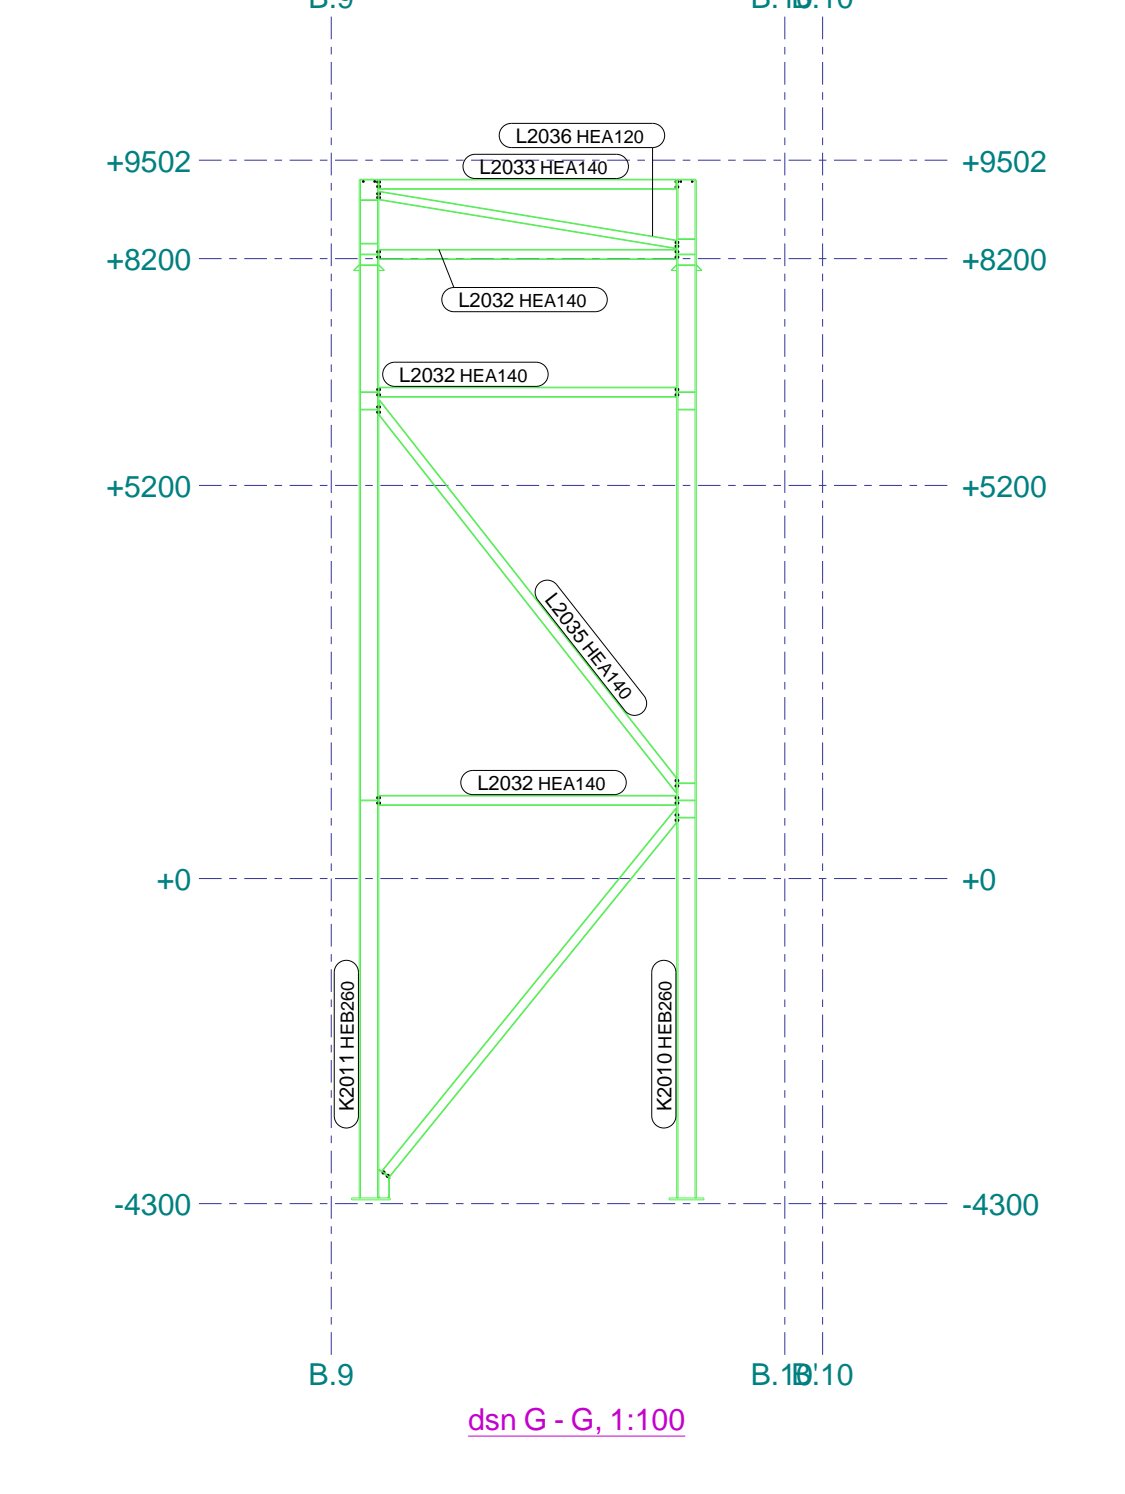 B.9
L2036 HEA120
+9502
L2033 HEA140
+9502
+8200
+8200
L2032 HEA140
L2032 HEA140
+5200
+5200
L2035 HEA140
L2032 HEA140
+0
+0
K2011 HEB260
K2010 HEB260
-4300
-4300
B.9
dsn G - G, 1:100